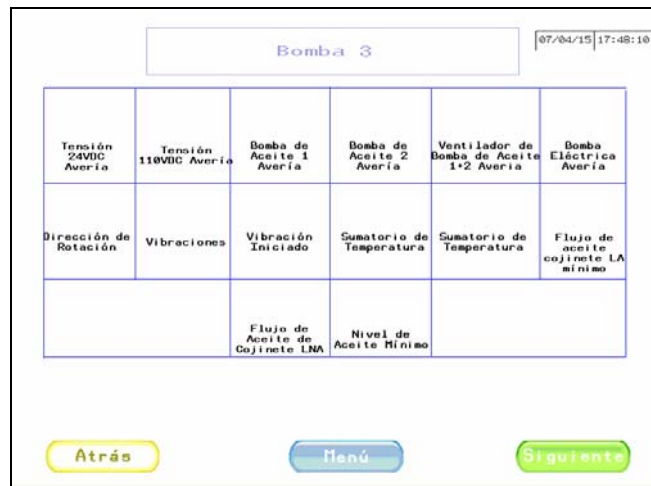 Bomba 3
07/04/15 17:48:10
Tensión
24VDC
Avería
Tensión
110VDC Avería
Bomba de
Aceite 1
Avería
Bomba de
Aceite 2
Avería
Ventilador de
Bomba de Aceite
1+2 Averia
Bomba
Eléctrica
Avería
Dirección de
Rotación
Vibraciones
Vibración
Iniciado
Sumatorio de
Temperatura
Sumatorio de
Temperatura
Flujo de
aceite
cojinete LA
mínimo
Flujo de
Aceite de
Cojinete LNA
Nivel de
Aceite Mínimo
Atrás
Menú
Siguiente